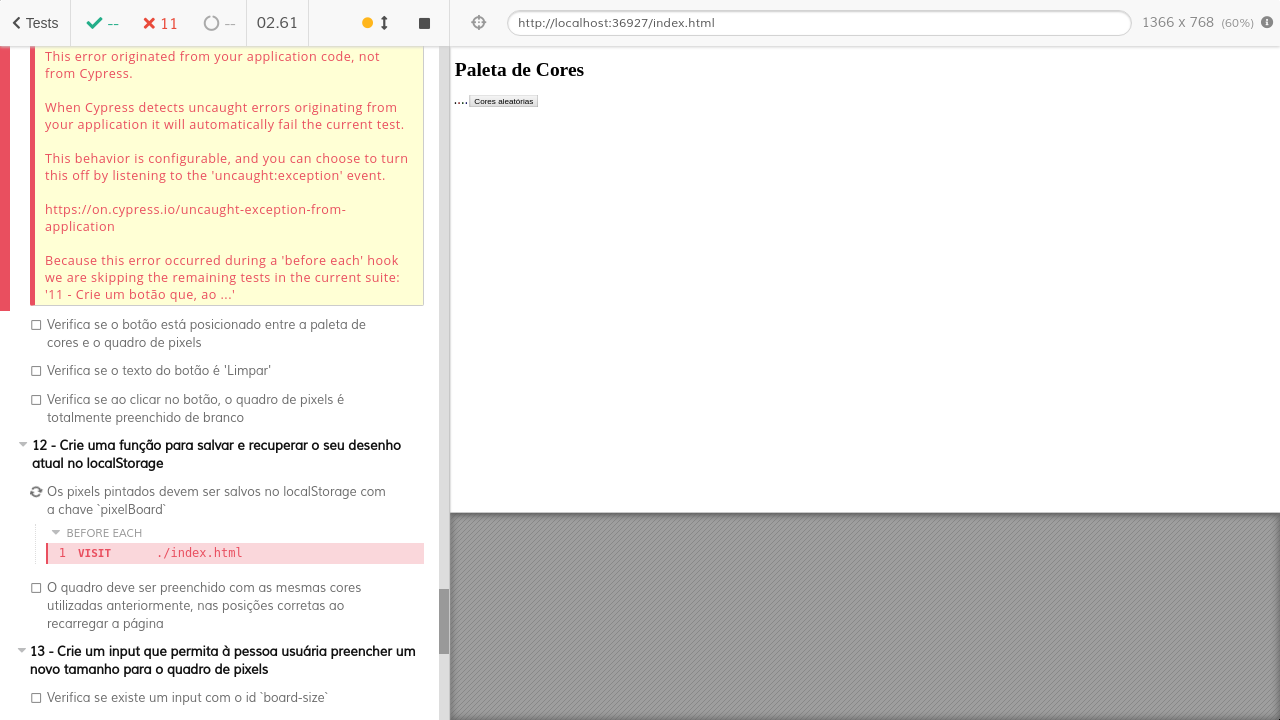 Tests
--
11
--
02.61
http://localhost:36927/index.html
1366 x 768 (60%)
This error originated from your application code, not
from Cypress.
When Cypress detects uncaught errors originating from
your application it will automatically fail the current test.
This behavior is configurable, and you can choose to turn
this off by listening to the 'uncaught:exception' event.
https://on.cypress.io/uncaught-exception-from-
application
Because this error occurred during a 'before each' hook
we are skipping the remaining tests in the current suite:
'11 - Crie um botão que, ao ...'
Verifica se o botão está posicionado entre a paleta de
cores e o quadro de pixels
Verifica se o texto do botão é 'Limpar'
Verifica se ao clicar no botão, o quadro de pixels é
totalmente preenchido de branco
12 - Crie uma função para salvar e recuperar o seu desenho
atual no localStorage
Os pixels pintados devem ser salvos no localStorage com
a chave `pixelBoard`
BEFORE EACH
1 VISIT ./index.html
O quadro deve ser preenchido com as mesmas cores
utilizadas anteriormente, nas posições corretas ao
recarregar a página
13 - Crie um input que permita à pessoa usuária preencher um
novo tamanho para o quadro de pixels
Verifica se existe um input com o id `board-size`
Paleta de Cores
.... Cores aleatórias